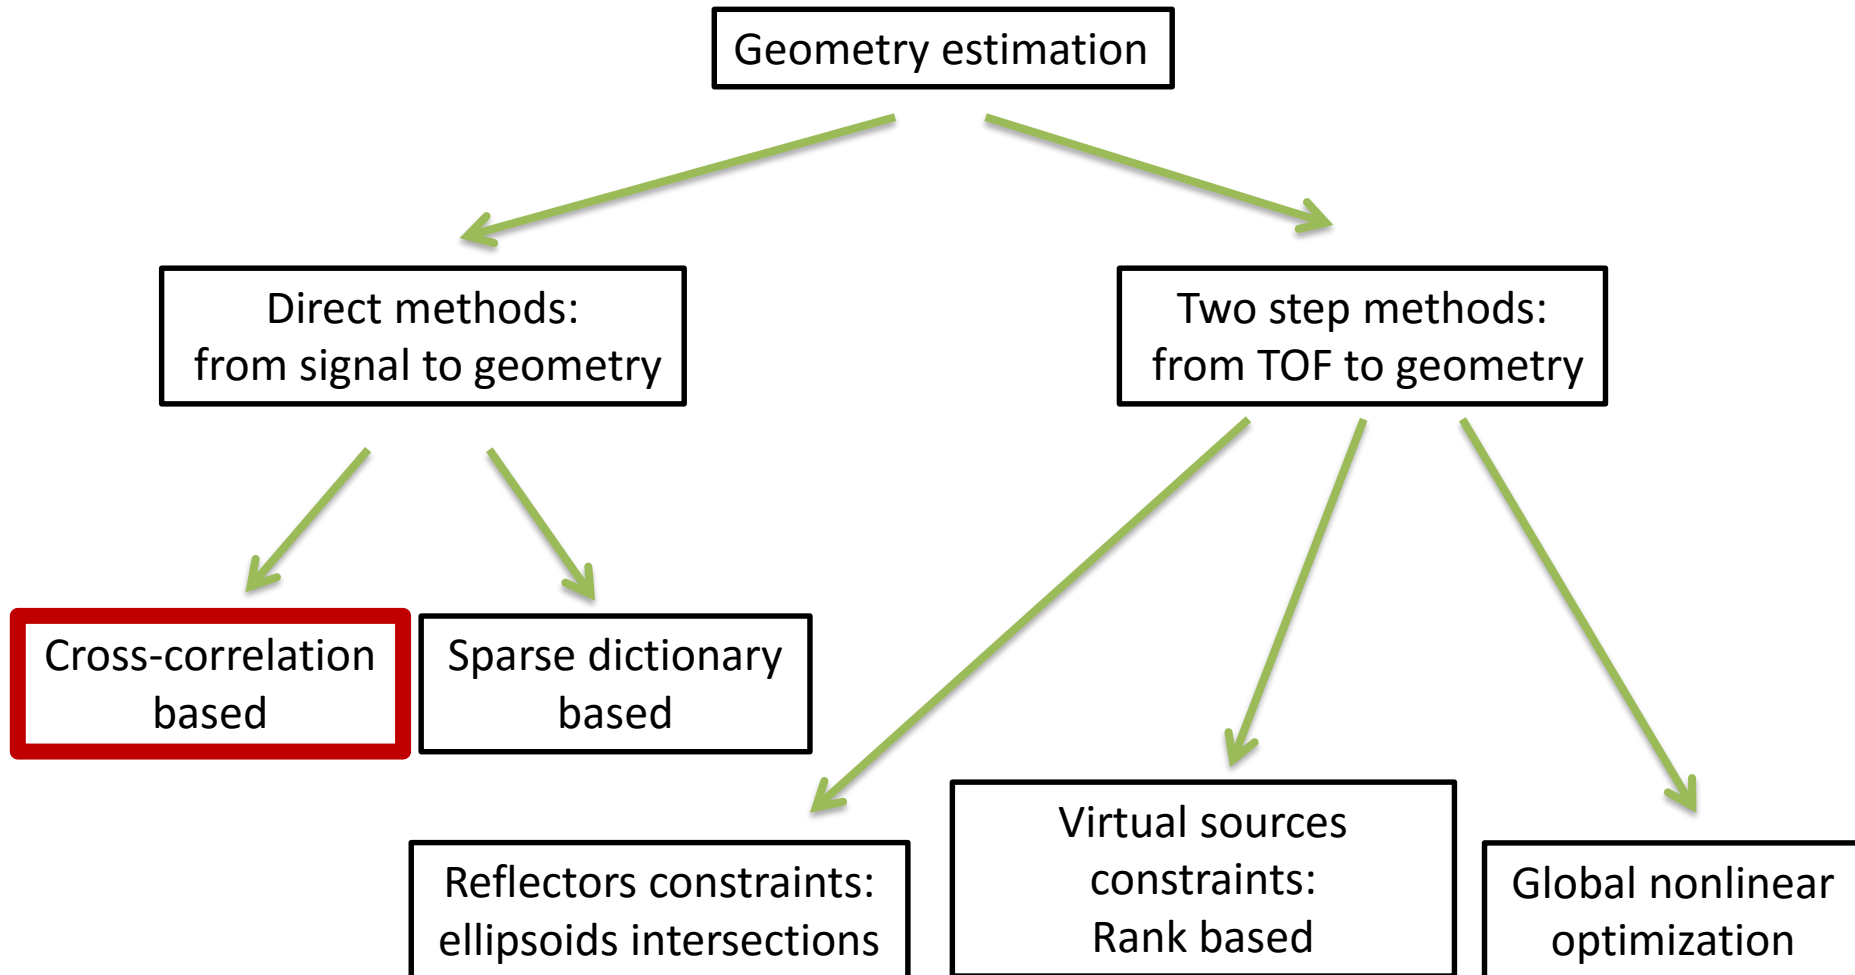 Geometry estimation
Direct methods:
from signal to geometry
Two step methods:
from TOF to geometry
Cross-correlation
based
Sparse dictionary
based
Reflectors constraints:
ellipsoids intersections
Virtual sources
constraints:
Rank based
Global nonlinear
optimization